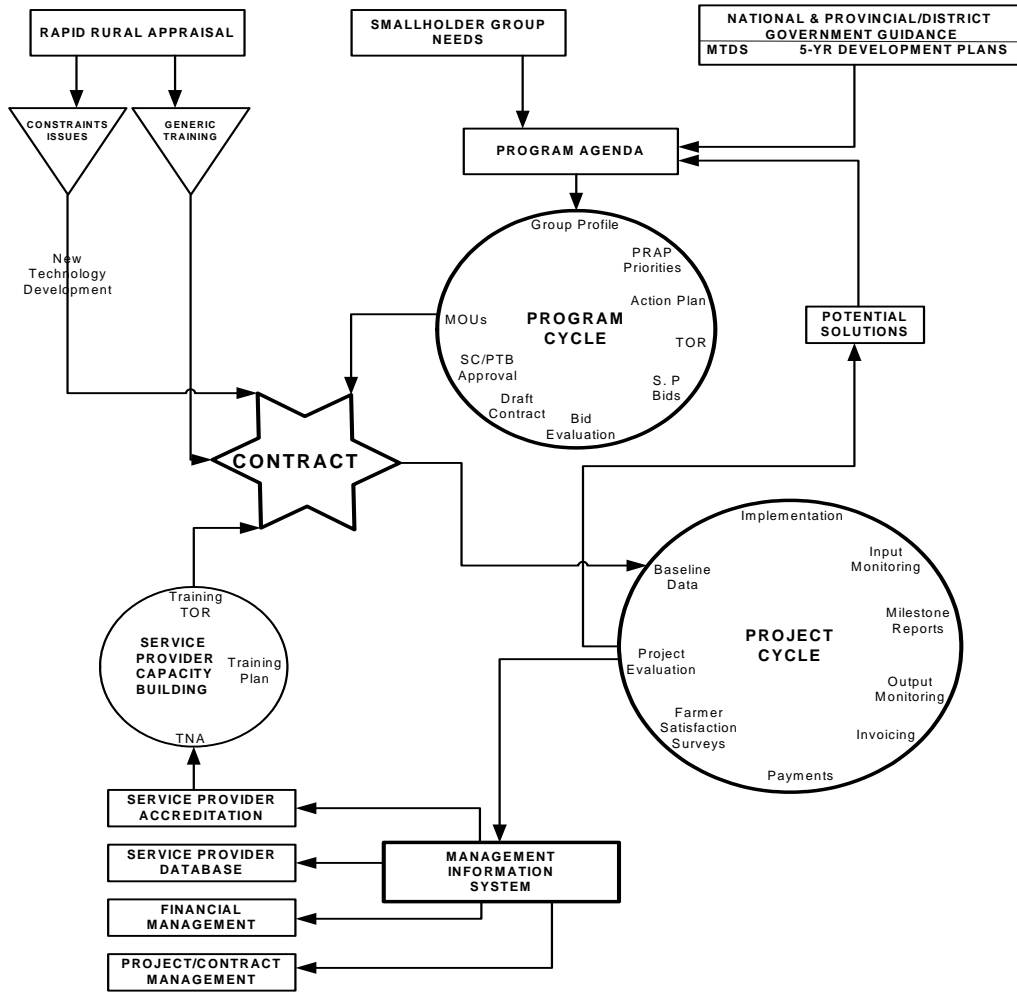 RAPID RURAL APPRAISAL
SMALLHOLDER GROUP
NEEDS
NATIONAL & PROVINCIAL/DISTRICT
GOVERNMENT GUIDANCE
MTDS 5-YR DEVELOPMENT PLANS
CONSTRAINTS
ISSUES
GENERIC
TRAINING
PROGRAM AGENDA
New
Technology
Development
Group Profile
PRAP
Priorities
Action Plan
TOR
S. P
Bids
Bid
Evaluation
Draft
Contract
SC/PTB
Approval
MOUs
PROGRAM
CYCLE
POTENTIAL
SOLUTIONS
CONTRACT
Implementation
Input
Monitoring
Milestone
Reports
Output
Monitoring
Invoicing
Payments
Farmer
Satisfaction
Surveys
Project
Evaluation
Baseline
Data
PROJECT
CYCLE
Training
TOR
SERVICE
PROVIDER
CAPACITY
BUILDING
Training
Plan
TNA
SERVICE PROVIDER
ACCREDITATION
SERVICE PROVIDER
DATABASE
FINANCIAL
MANAGEMENT
PROJECT/CONTRACT
MANAGEMENT
MANAGEMENT
INFORMATION
SYSTEM